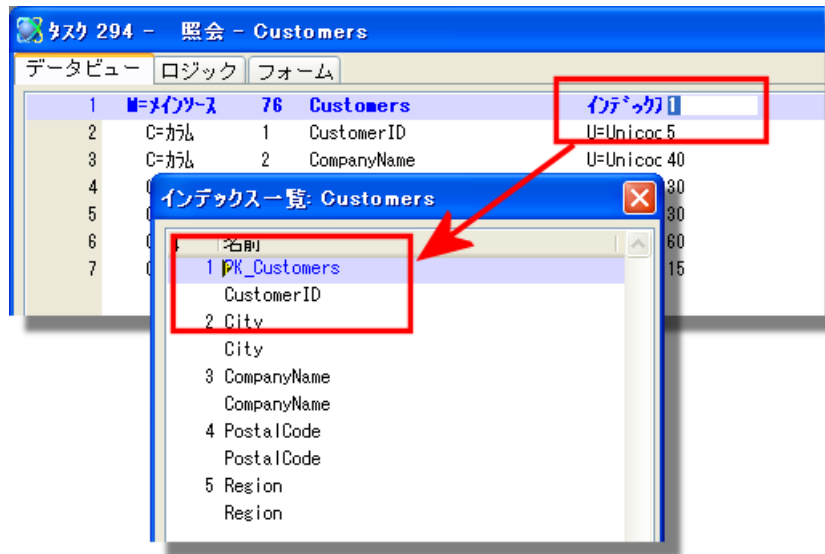 タスク 294 - 照会 - Customers
データビュー ロジック フォーム
1 M=メインソース 76 Customers インデックス 1
2 C=カラム 1 CustomerID U=Unicoc 5
3 C=カラム 2 CompanyName U=Unicoc 40
4 30
5 30
6 60
7 15
インデックス一覧: Customers
# 名前
1 PK_Customers
CustomerID
2 City
City
3 CompanyName
CompanyName
4 PostalCode
PostalCode
5 Region
Region